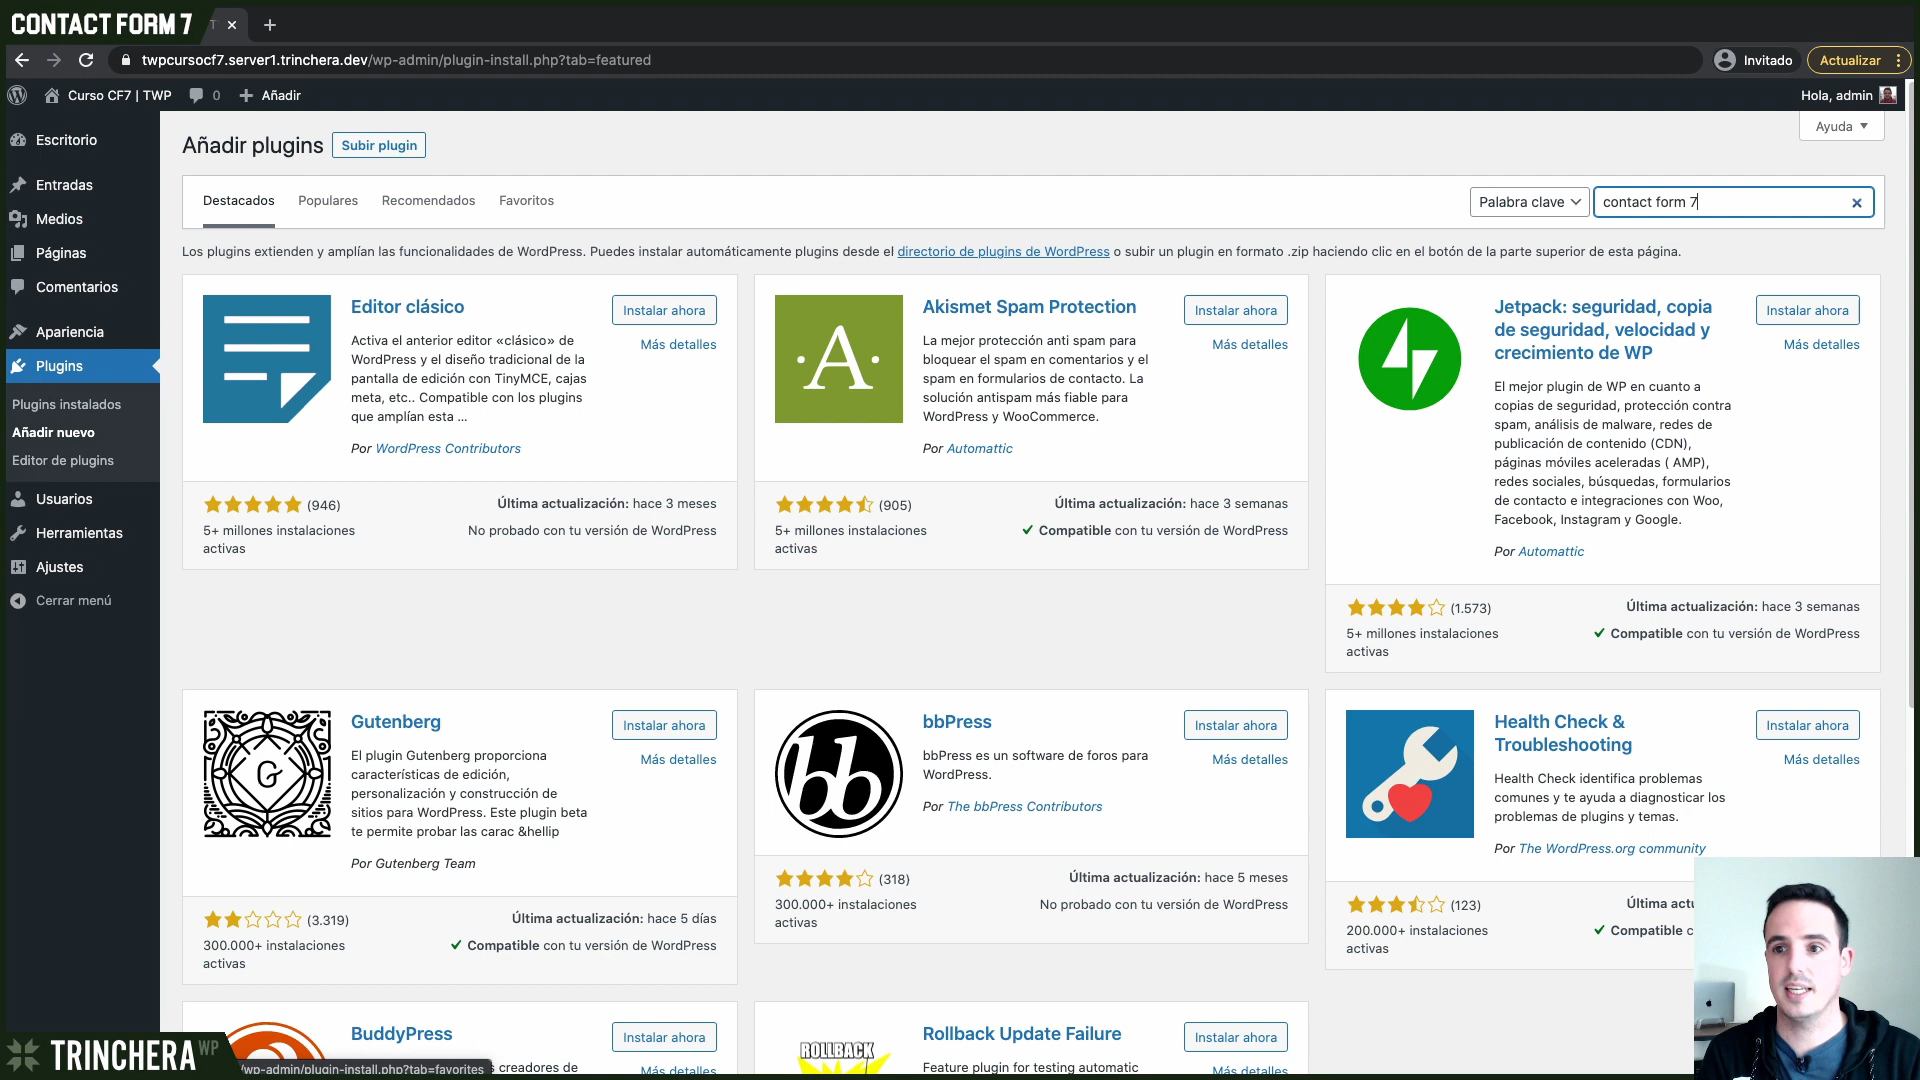 CONTACT FORM 7
twpcursocf7.server1.trinchera.dev/wp-admin/plugin-install.php?tab=featured
Invitado
Actualizar
Curso CF7 | TWP
0
Añadir
Hola, admin
Ayuda
Escritorio
Entradas
Medios
Páginas
Comentarios
Apariencia
Plugins
Plugins instalados
Añadir nuevo
Editor de plugins
Usuarios
Herramientas
Ajustes
Cerrar menú
Añadir plugins
Subir plugin
Destacados
Populares
Recomendados
Favoritos
Palabra clave
contact form 7
Los plugins extienden y amplían las funcionalidades de WordPress. Puedes instalar automáticamente plugins desde el directorio de plugins de WordPress o subir un plugin en formato .zip haciendo clic en el botón de la parte superior de esta página.
Editor clásico
Instalar ahora
Más detalles
Activa el anterior editor «clásico» de
WordPress y el diseño tradicional de la
pantalla de edición con TinyMCE, cajas
meta, etc.. Compatible con los plugins
que amplían esta ...
Por WordPress Contributors
(946)
5+ millones instalaciones
activas
Última actualización: hace 3 meses
No probado con tu versión de WordPress
A
Akismet Spam Protection
Instalar ahora
Más detalles
La mejor protección anti spam para
bloquear el spam en comentarios y el
spam en formularios de contacto. La
solución antispam más fiable para
WordPress y WooCommerce.
Por Automattic
(905)
5+ millones instalaciones
activas
Última actualización: hace 3 semanas
Compatible con tu versión de WordPress
Jetpack: seguridad, copia
de seguridad, velocidad y
crecimiento de WP
Instalar ahora
Más detalles
El mejor plugin de WP en cuanto a
copias de seguridad, protección contra
spam, análisis de malware, redes de
publicación de contenido (CDN),
páginas móviles aceleradas ( AMP),
redes sociales, búsquedas, formularios
de contacto e integraciones con Woo,
Facebook, Instagram y Google.
Por Automattic
(1.573)
5+ millones instalaciones
activas
Última actualización: hace 3 semanas
Compatible con tu versión de WordPress
G
Gutenberg
Instalar ahora
Más detalles
El plugin Gutenberg proporciona
características de edición,
personalización y construcción de
sitios para WordPress. Este plugin beta
te permite probar las carac &hellip
Por Gutenberg Team
(3.319)
300.000+ instalaciones
activas
Última actualización: hace 5 días
Compatible con tu versión de WordPress
bb
bbPress
Instalar ahora
Más detalles
bbPress es un software de foros para
WordPress.
Por The bbPress Contributors
(318)
300.000+ instalaciones
activas
Última actualización: hace 5 meses
No probado con tu versión de WordPress
Health Check &
Troubleshooting
Instalar ahora
Más detalles
Health Check identifica problemas
comunes y te ayuda a diagnosticar los
problemas de plugins y temas.
Por The WordPress.org community
(123)
200.000+ instalaciones
activas
Última actu
Compatible c
BuddyPress
Instalar ahora
Más detalles
creadores de
ROLLBACK
Rollback Update Failure
Instalar ahora
Más detalles
Feature plugin for testing automatic
TRINCHERA WP
/wp-admin/plugin-install.php?tab=favorites